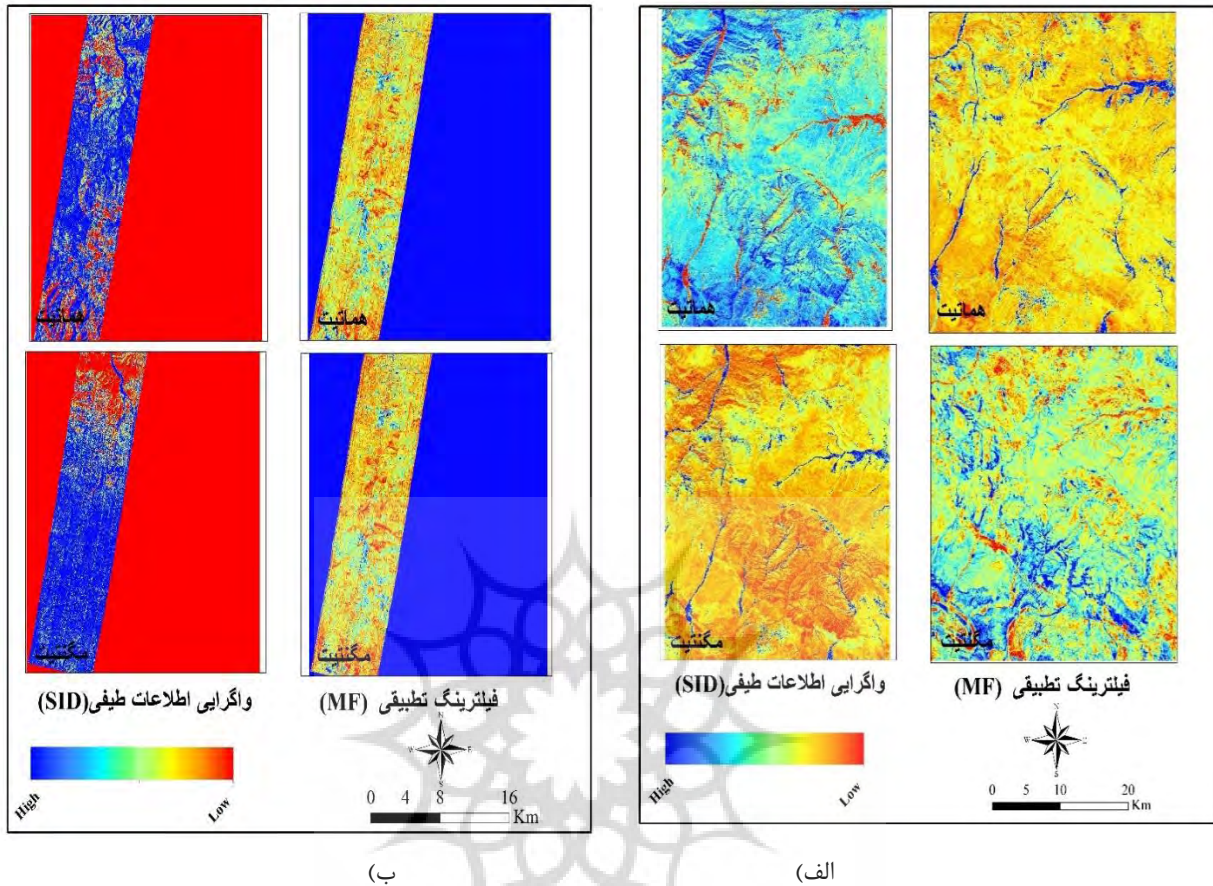 هماتیت
هماتیت
مگنتیت
مگنتیت
فیلترینگ تطبیقی (MF)
واگرایی اطلاعات طیفی(SID)
N
W
E
S
High
Low
0 5 10 20
Km
الف)
هماتیت
هماتیت
مگنتیت
مگنتیت
فیلترینگ تطبیقی (MF)
واگرایی اطلاعات طیفی(SID)
N
W
E
S
High
Low
0 4 8 16
Km
ب)